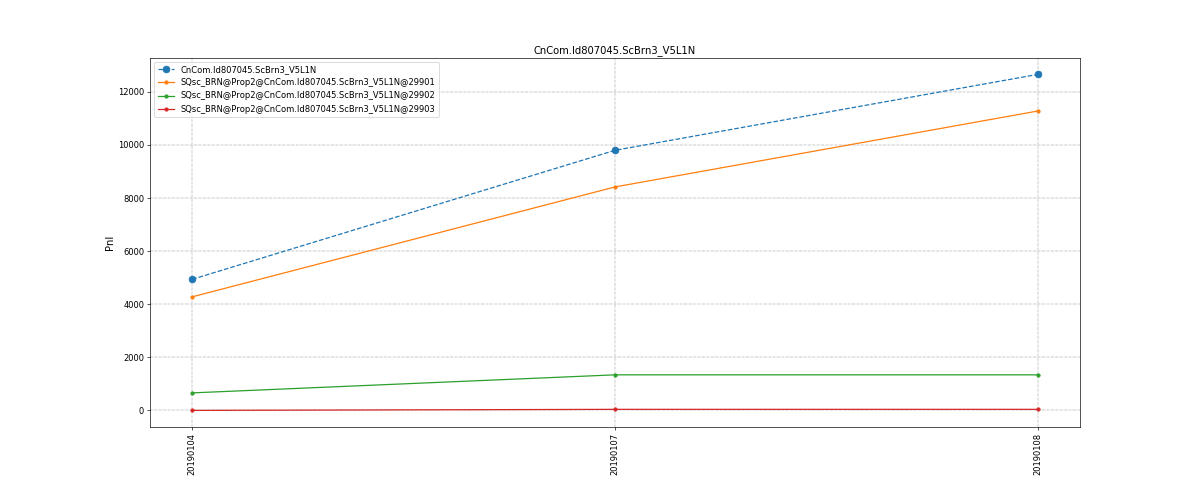 CnCom.Id807045.ScBrn3_V5L1N
CnCom.Id807045.ScBrn3_V5L1N
SQsc_BRN@Prop2@CnCom.Id807045.ScBrn3_V5L1N@29901
SQsc_BRN@Prop2@CnCom.Id807045.ScBrn3_V5L1N@29902
SQsc_BRN@Prop2@CnCom.Id807045.ScBrn3_V5L1N@29903
12000
10000
8000
6000
4000
2000
0
Pnl
20190104
20190107
20190108